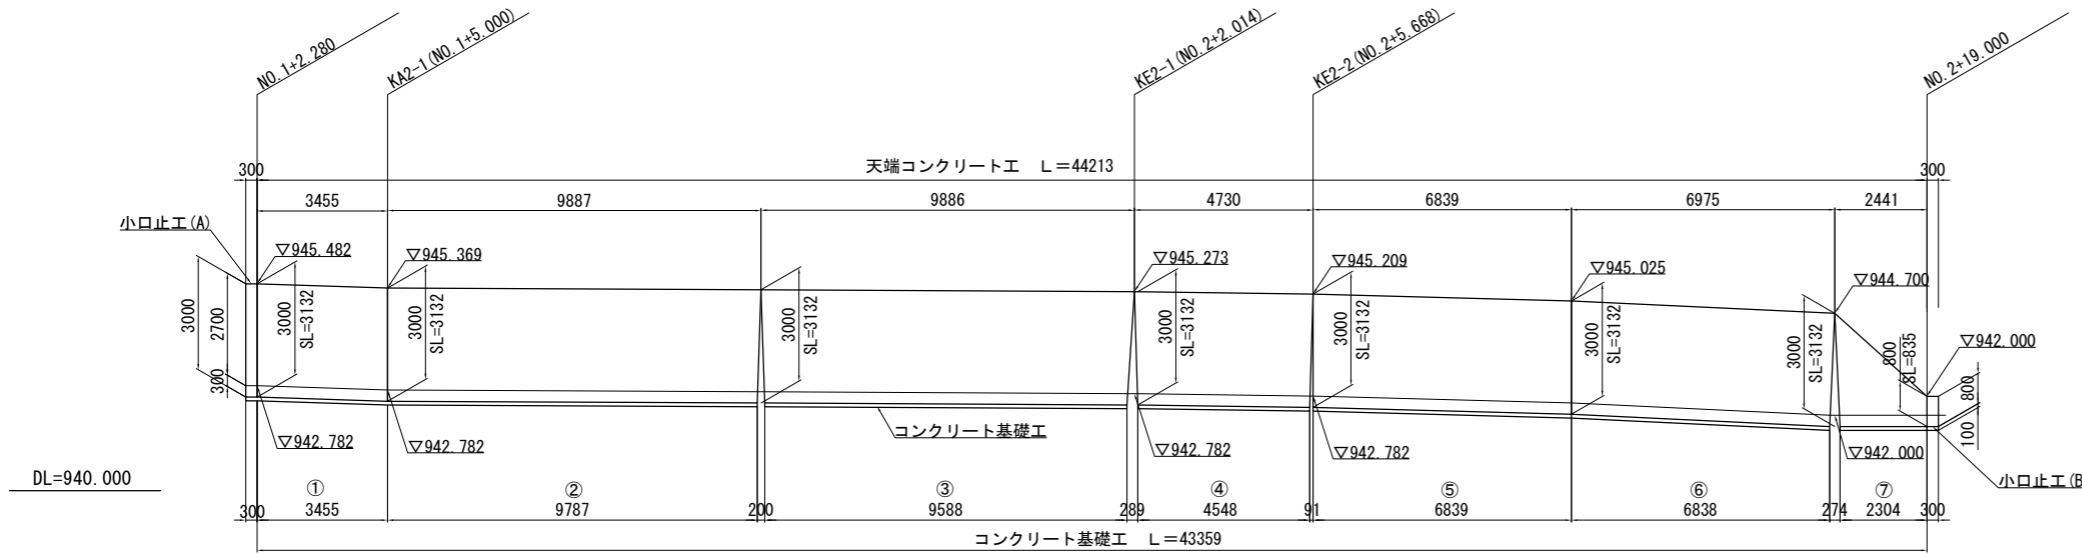 NO.1+2.280
KA2-1(NO.1+5.000)
KE2-1(NO.2+2.014)
KE2-2(NO.2+5.668)
NO.2+19.000
300
天端コンクリート工 L=44213
300
3455
9887
9886
4730
6839
6975
2441
小口止工(A)
▽945.482
▽945.369
▽945.273
▽945.209
▽945.025
▽944.700
▽942.000
3000
2700
300
3000
SL=3132
3000
SL=3132
3000
SL=3132
3000
SL=3132
3000
SL=3132
3000
SL=3132
3000
SL=3132
800
SL=835
800
100
コンクリート基礎工
▽942.782
▽942.782
▽942.782
▽942.782
▽942.000
DL=940.000
小口止工(B
① ② ③ ④ ⑤ ⑥ ⑦
300
3455
9787
200
9588
289
4548
91
6839
6838
274
2304
300
コンクリート基礎工 L=43359